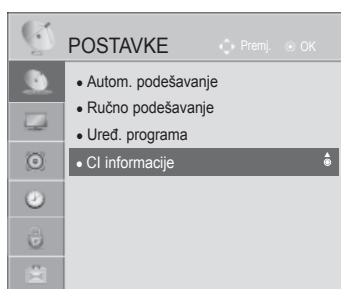 POSTAVKE
Premj. OK
• Autom. podešavanje
• Ručno podešavanje
• Uređ. programa
• CI informacije